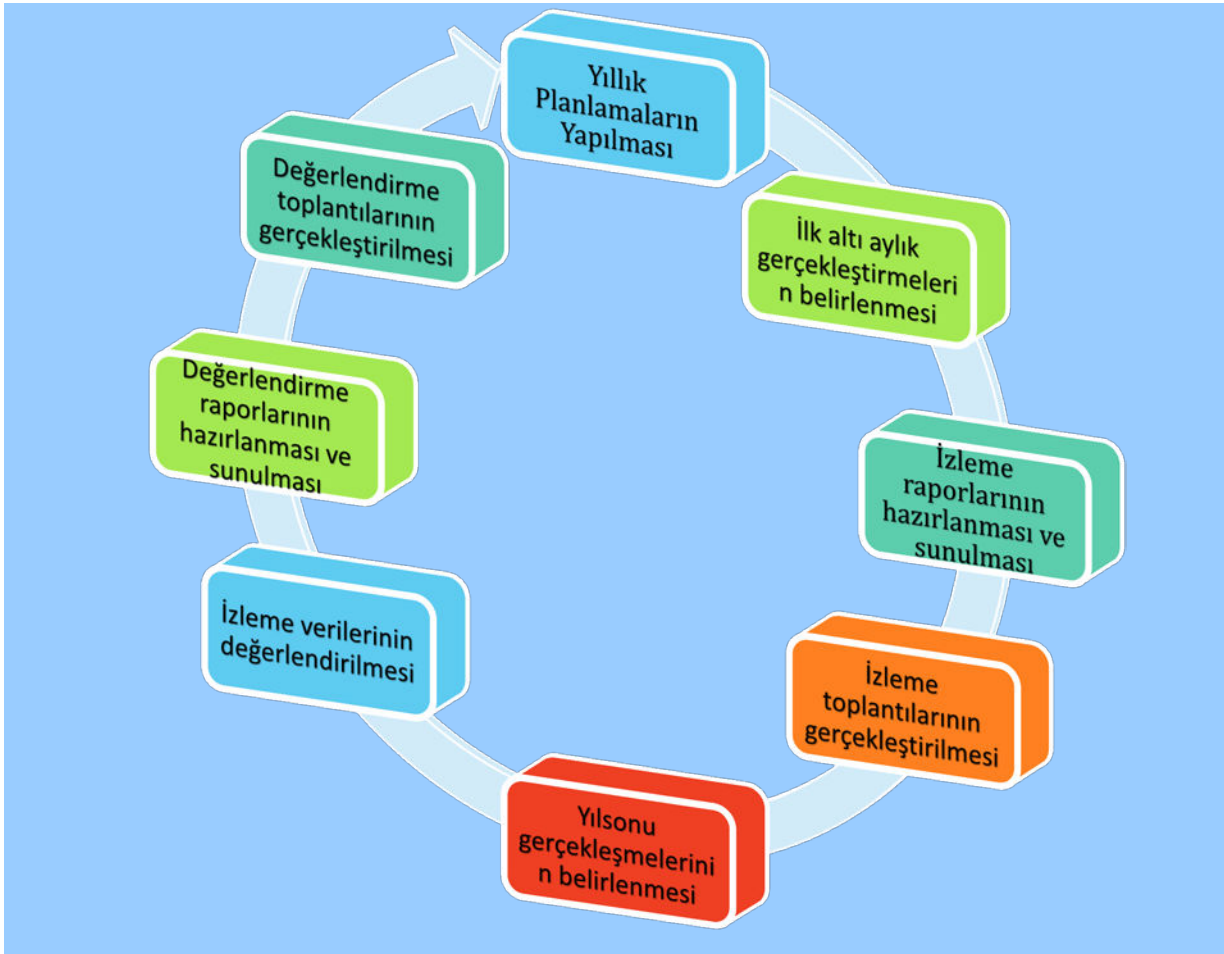 Yıllık
Planlamaların
Yapılması
İlk altı aylık
gerçekleştirmeleri
n belirlenmesi
İzleme
raporlarının
hazırlanması ve
sunulması
İzleme
toplantılarının
gerçekleştirilmesi
Yılsonu
gerçekleşmelerini
n belirlenmesi
İzleme verilerinin
değerlendirilmesi
Değerlendirme
raporlarının
hazırlanması ve
sunulması
Değerlendirme
toplantılarının
gerçekleştirilmesi